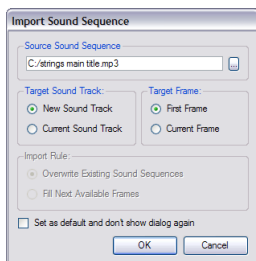 Import Sound Sequence
Source Sound Sequence
C:/strings main title.mp3
...
Target Sound Track:
New Sound Track
Current Sound Track
Target Frame:
First Frame
Current Frame
Import Rule:
Overwrite Existing Sound Sequences
Fill Next Available Frames
Set as default and don't show dialog again
OK
Cancel